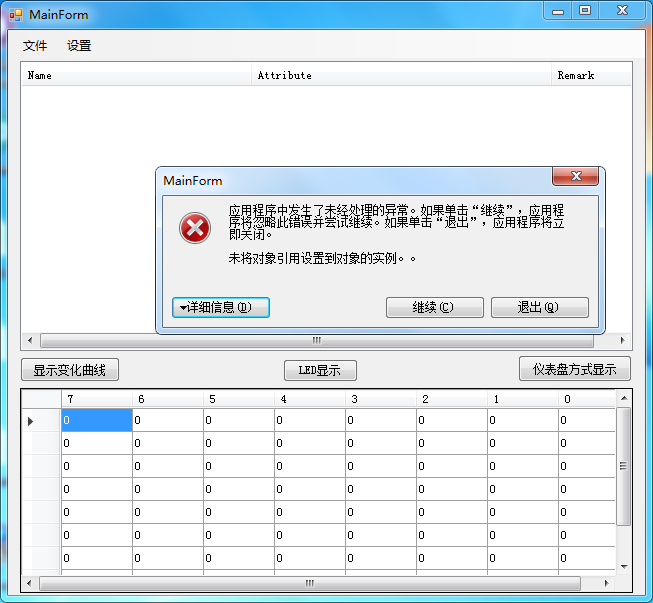 MainForm
文件 设置
Name Attribute Remark
MainForm
应用程序中发生了未经处理的异常。如果单击“继续”，应用程
序将忽略此错误并尝试继续。如果单击“退出”，应用程序将立
即关闭。
未将对象引用设置到对象的实例。。
详细信息(D) 继续(C) 退出(Q)
显示变化曲线 LED显示 仪表盘方式显示
7 6 5 4 3 2 1 0
0 0 0 0 0 0 0 0
0 0 0 0 0 0 0 0
0 0 0 0 0 0 0 0
0 0 0 0 0 0 0 0
0 0 0 0 0 0 0 0
0 0 0 0 0 0 0 0
0 0 0 0 0 0 0 0